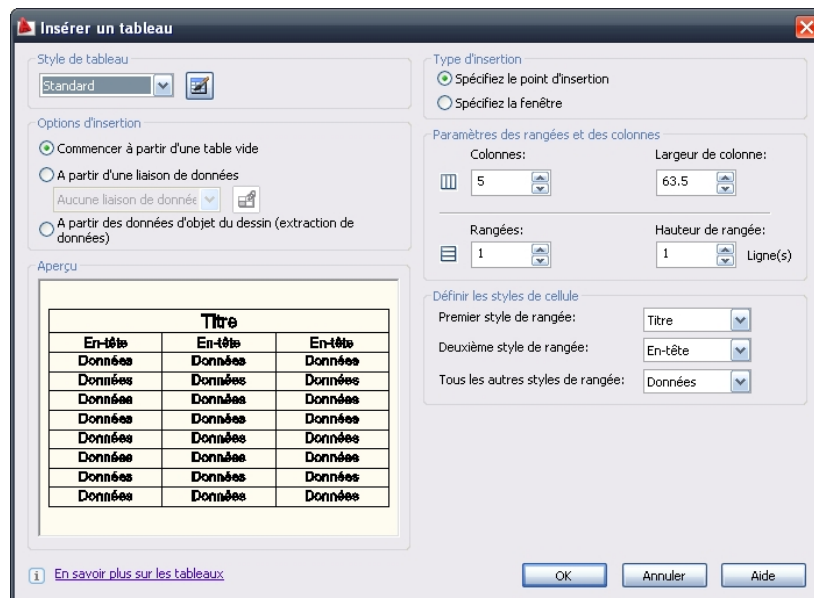 Insérer un tableau
Style de tableau
Standard
Options d'insertion
Commencer à partir d'une table vide
A partir d'une liaison de données
Aucune liaison de donnée
A partir des données d'objet du dessin (extraction de
données)
Aperçu
Titre
En-tête En-tête En-tête
Données Données Données
Données Données Données
Données Données Données
Données Données Données
Données Données Données
Données Données Données
Données Données Données
Données Données Données
En savoir plus sur les tableaux
Type d'insertion
Spécifiez le point d'insertion
Spécifiez la fenêtre
Paramètres des rangées et des colonnes
Colonnes: Largeur de colonne:
5 63.5
Rangées: Hauteur de rangée:
1 1 Ligne(s)
Définir les styles de cellule
Premier style de rangée: Titre
Deuxième style de rangée: En-tête
Tous les autres styles de rangée: Données
OK Annuler Aide